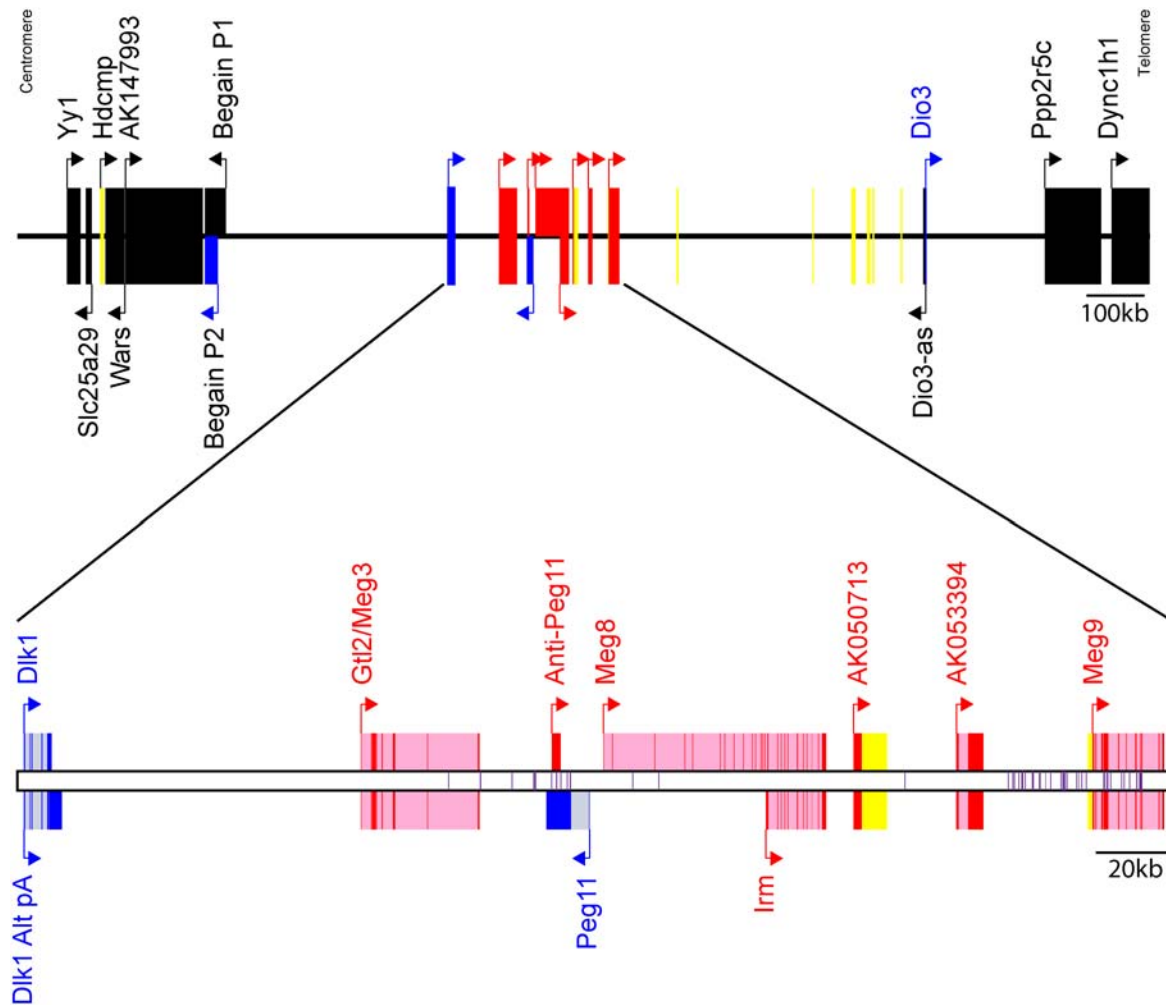 Centromere
Yy1
Hdcmp
AK147993
Begain P1
Dio3
Ppp2r5c
Dync1h1
Telomere
Slc25a29
Wars
Begain P2
Dio3-as
100kb
Dlk1
Gtl2/Meg3
Anti-Peg11
Meg8
AK050713
AK053394
Meg9
Dlk1 Alt pA
Peg11
Irm
20kb